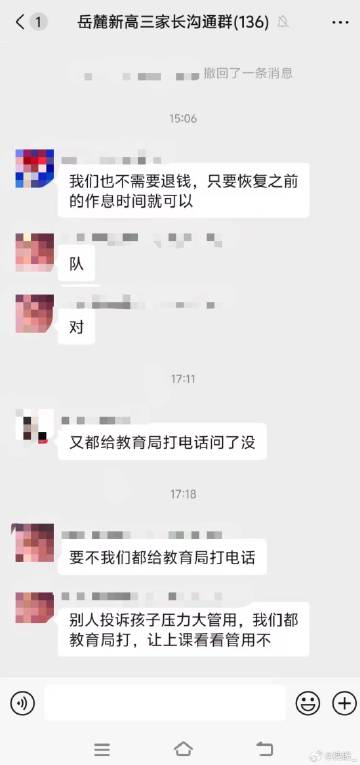 1
岳麓新高三家长沟通群(136)
撤回了一条消息
15:06
我们也不需要退钱，只要恢复之前
的作息时间就可以
队
对
17:11
又都给教育局打电话问了没
17:18
要不我们都给教育局打电话
别人投诉孩子压力大管用，我们都
教育局打，让上课看看管用不